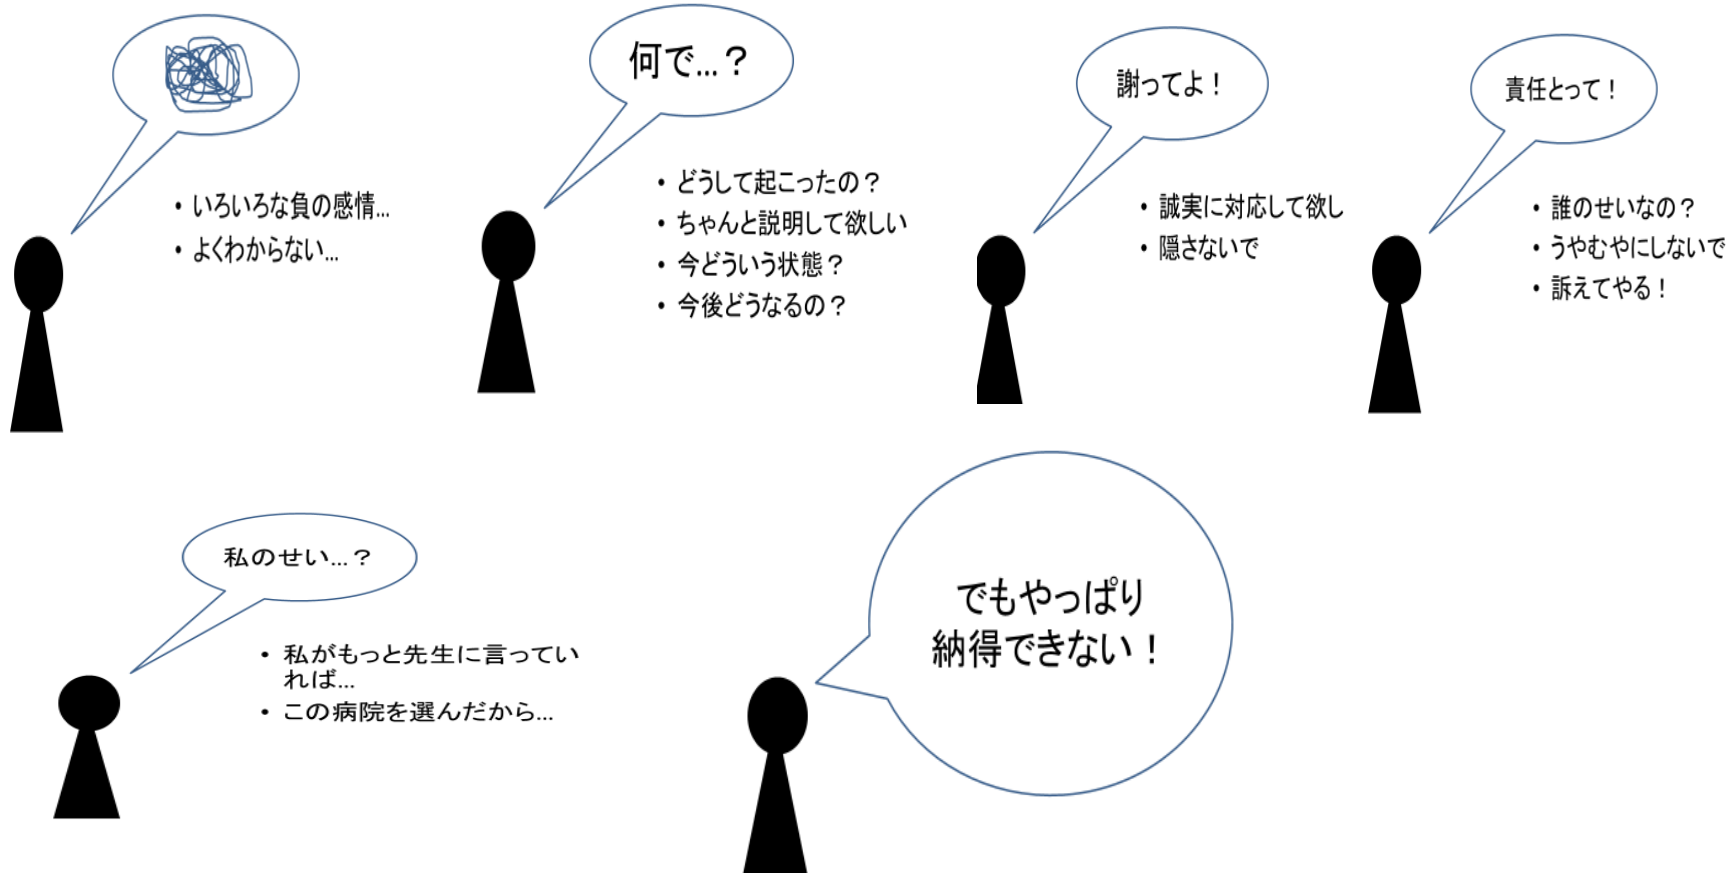 何で…？
• どうして起こったの？
• ちゃんと説明して欲しい
• 今どういう状態？
• 今後どうなるの？
• いろいろな負の感情…
• よくわからない…
謝ってよ！
• 誠実に対応して欲し
• 隠さないで
責任とって！
• 誰のせいなの？
• うやむやにしないで
• 訴えてやる！
私のせい…？
• 私がもっと先生に言ってい
れば…
• この病院を選んだから…
でもやっぱり
納得できない！